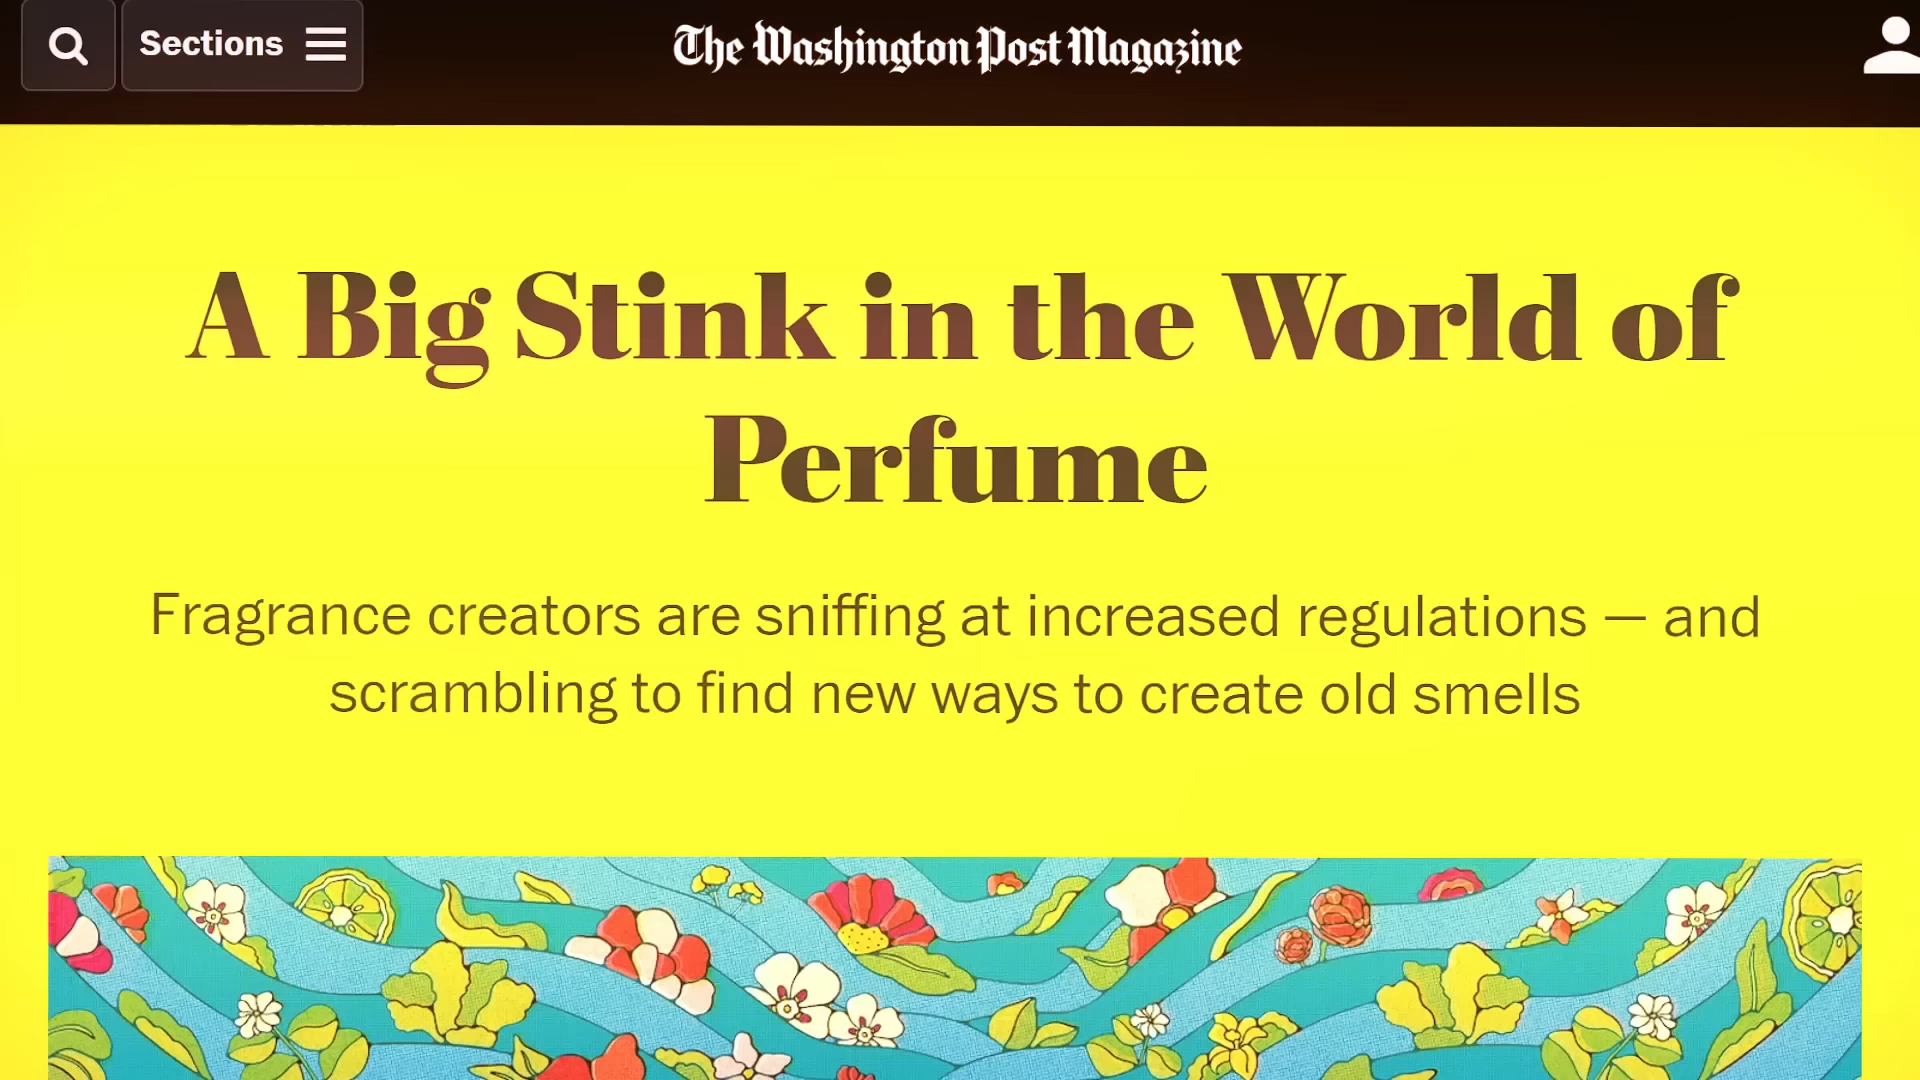 Sections
The Washington Post Magazine
A Big Stink in the World of
Perfume
Fragrance creators are sniffing at increased regulations — and
scrambling to find new ways to create old smells